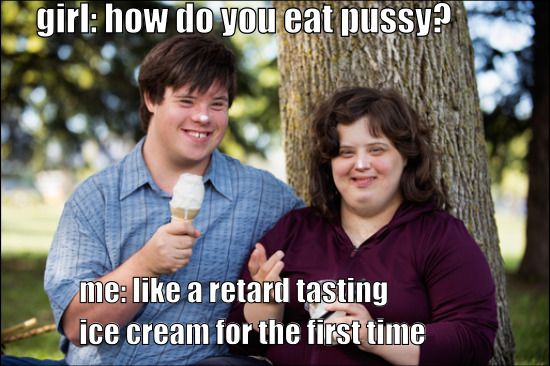 girl: how do you eat pussy?
me: like a retard tasting
ice cream for the first time